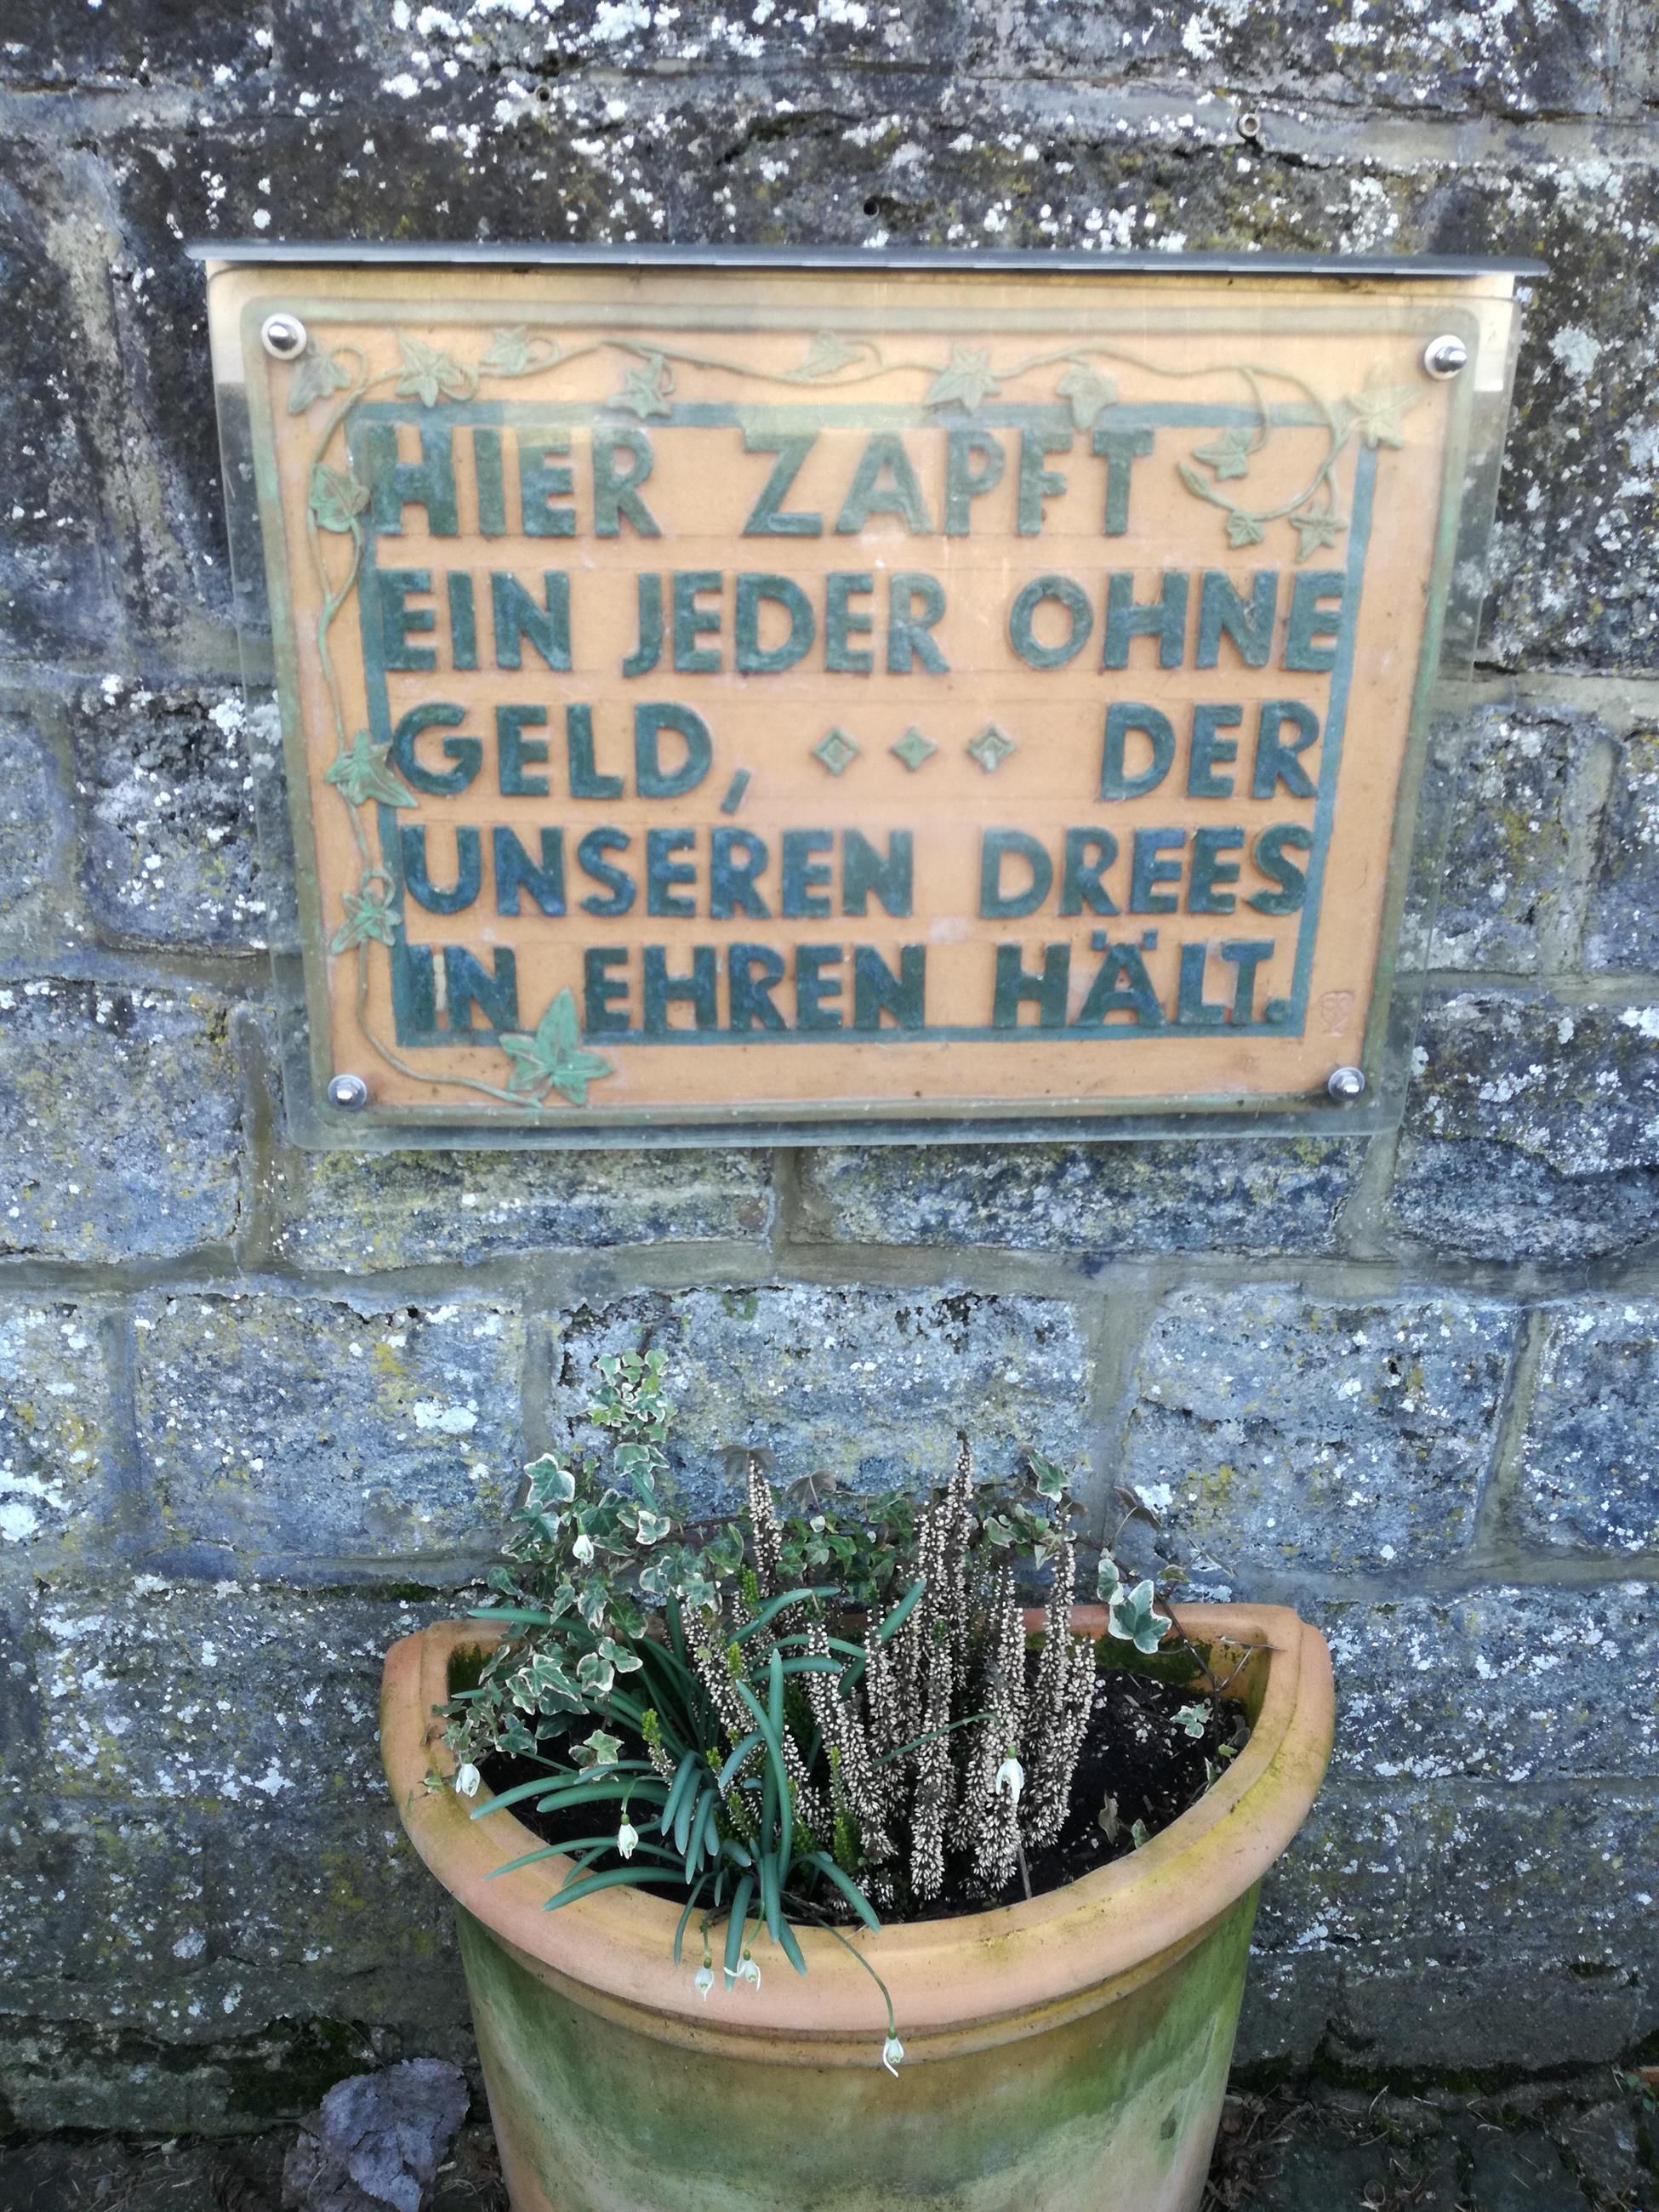 HIER ZAPFT
EIN JEDER OHNE
GELD, DER
UNSEREN DREES
IN EHREN HÄLT.